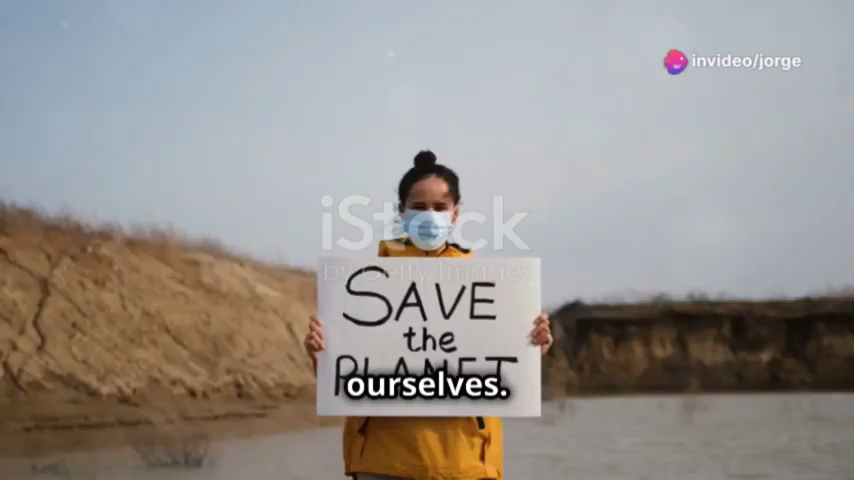 invideo/jorge
iStock
by Getty Images
SAVE
the
PLANET
ourselves.